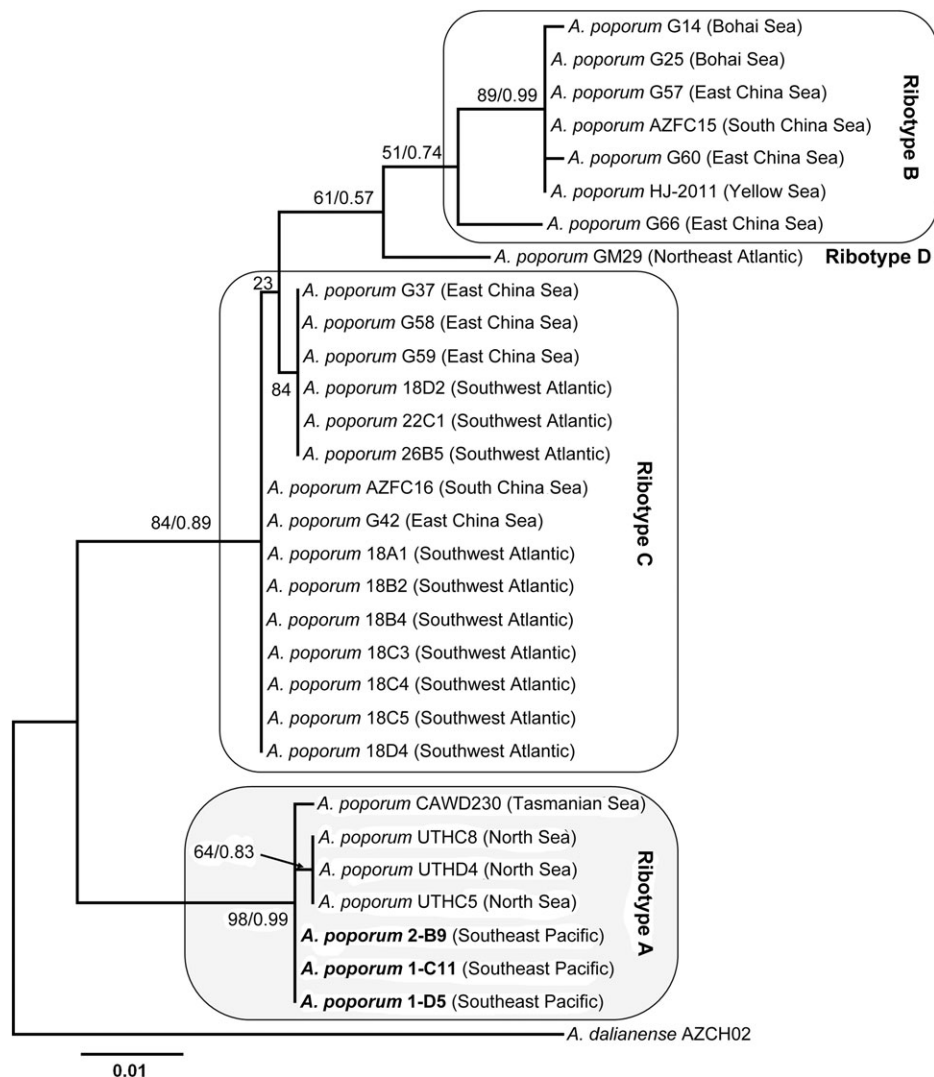 A. poporum G14 (Bohai Sea)
A. poporum G25 (Bohai Sea)
89/0.99
A. poporum G57 (East China Sea)
A. poporum AZFC15 (South China Sea)
51/0.74
A. poporum G60 (East China Sea)
A. poporum HJ-2011 (Yellow Sea)
Ribotype B
61/0.57
A. poporum G66 (East China Sea)
A. poporum GM29 (Northeast Atlantic) Ribotype D
23
A. poporum G37 (East China Sea)
A. poporum G58 (East China Sea)
A. poporum G59 (East China Sea)
84
A. poporum 18D2 (Southwest Atlantic)
A. poporum 22C1 (Southwest Atlantic)
A. poporum 26B5 (Southwest Atlantic)
A. poporum AZFC16 (South China Sea)
84/0.89
A. poporum G42 (East China Sea)
Ribotype C
A. poporum 18A1 (Southwest Atlantic)
A. poporum 18B2 (Southwest Atlantic)
A. poporum 18B4 (Southwest Atlantic)
A. poporum 18C3 (Southwest Atlantic)
A. poporum 18C4 (Southwest Atlantic)
A. poporum 18C5 (Southwest Atlantic)
A. poporum 18D4 (Southwest Atlantic)
A. poporum CAWD230 (Tasmanian Sea)
A. poporum UTHC8 (North Sea)
64/0.83
A. poporum UTHD4 (North Sea)
A. poporum UTHC5 (North Sea)
Ribotype A
98/0.99
A. poporum 2-B9 (Southeast Pacific)
A. poporum 1-C11 (Southeast Pacific)
A. poporum 1-D5 (Southeast Pacific)
A. dalianense AZCH02
0.01